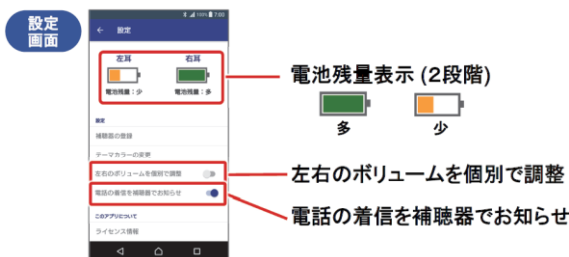 設定
画面
100% 7:00
← 設定
左耳 右耳
電池残量：少 電池残量：多
設定
補聴器の登録
テーマカラーの変更
左右のボリュームを個別で調整
電話の着信を補聴器でお知らせ
このアプリについて
ライセンス情報
電池残量表示 (2段階)
多 少
左右のボリュームを個別で調整
電話の着信を補聴器でお知らせ